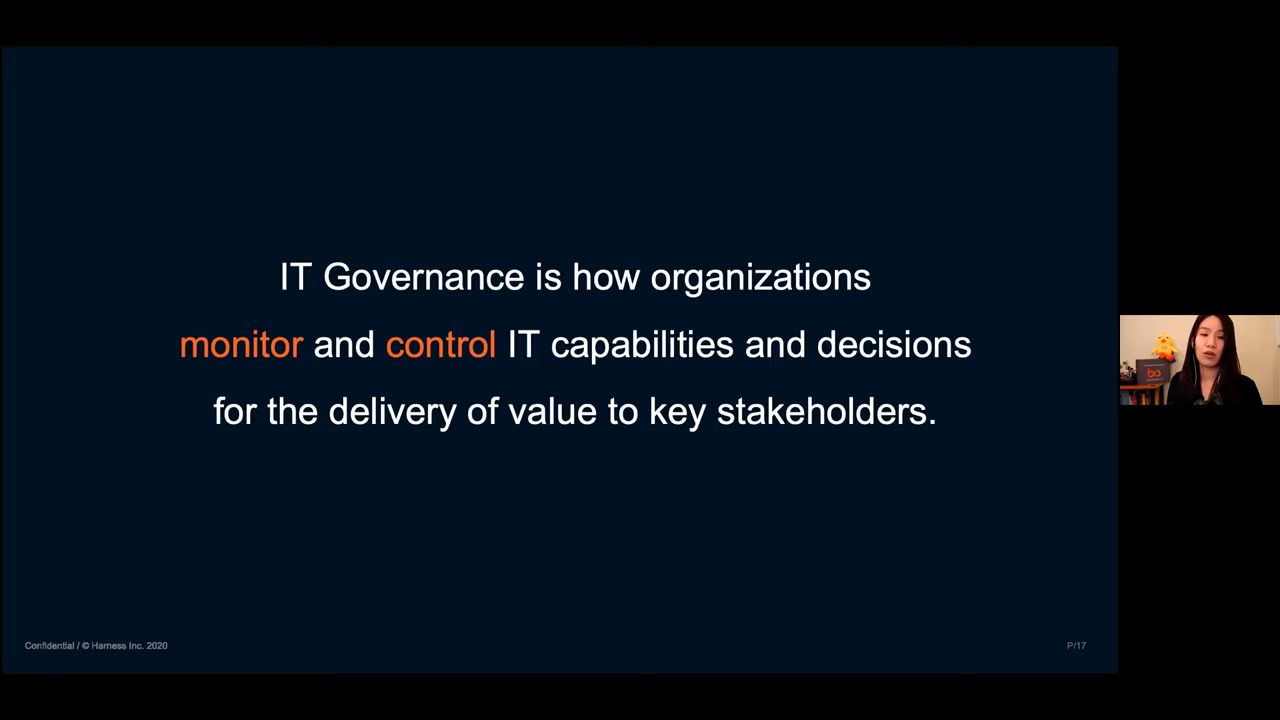 IT Governance is how organizations
monitor and control IT capabilities and decisions
for the delivery of value to key stakeholders.
Confidential / © Harness Inc. 2020
P/17